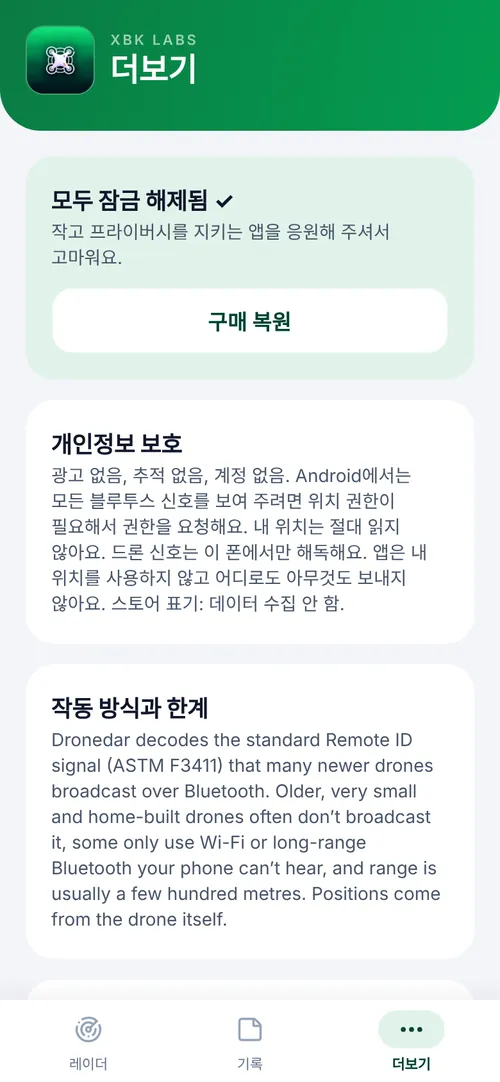 XBK LABS
더보기
모두 잠금 해제됨 ✓
작고 프라이버시를 지키는 앱을 응원해 주셔서
고마워요.
구매 복원
개인정보 보호
광고 없음, 추적 없음, 계정 없음. Android에서는
모든 블루투스 신호를 보여 주려면 위치 권한이
필요해서 권한을 요청해요. 내 위치는 절대 읽지
않아요. 드론 신호는 이 폰에서만 해독해요. 앱은 내
위치를 사용하지 않고 어디로도 아무것도 보내지
않아요. 스토어 표기: 데이터 수집 안 함.
작동 방식과 한계
Dronedar decodes the standard Remote ID
signal (ASTM F3411) that many newer drones
broadcast over Bluetooth. Older, very small
and home-built drones often don’t broadcast
it, some only use Wi-Fi or long-range
Bluetooth your phone can’t hear, and range is
usually a few hundred metres. Positions come
from the drone itself.
레이더
기록
더보기